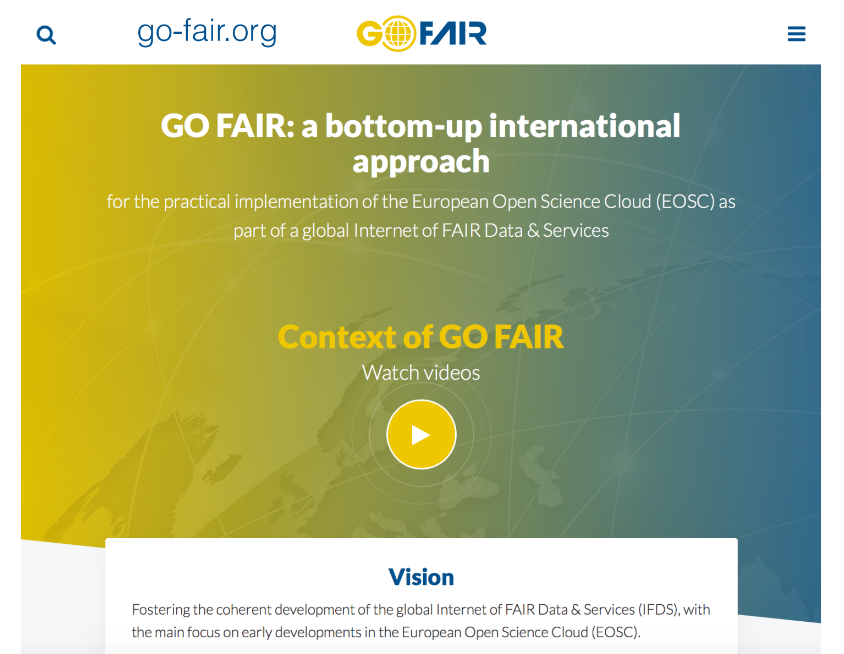 go-fair.org
GO FAIR
GO FAIR: a bottom-up international
approach
for the practical implementation of the European Open Science Cloud (EOSC) as
part of a global Internet of FAIR Data & Services
Context of GO FAIR
Watch videos
Vision
Fostering the coherent development of the global Internet of FAIR Data & Services (IFDS), with
the main focus on early developments in the European Open Science Cloud (EOSC).